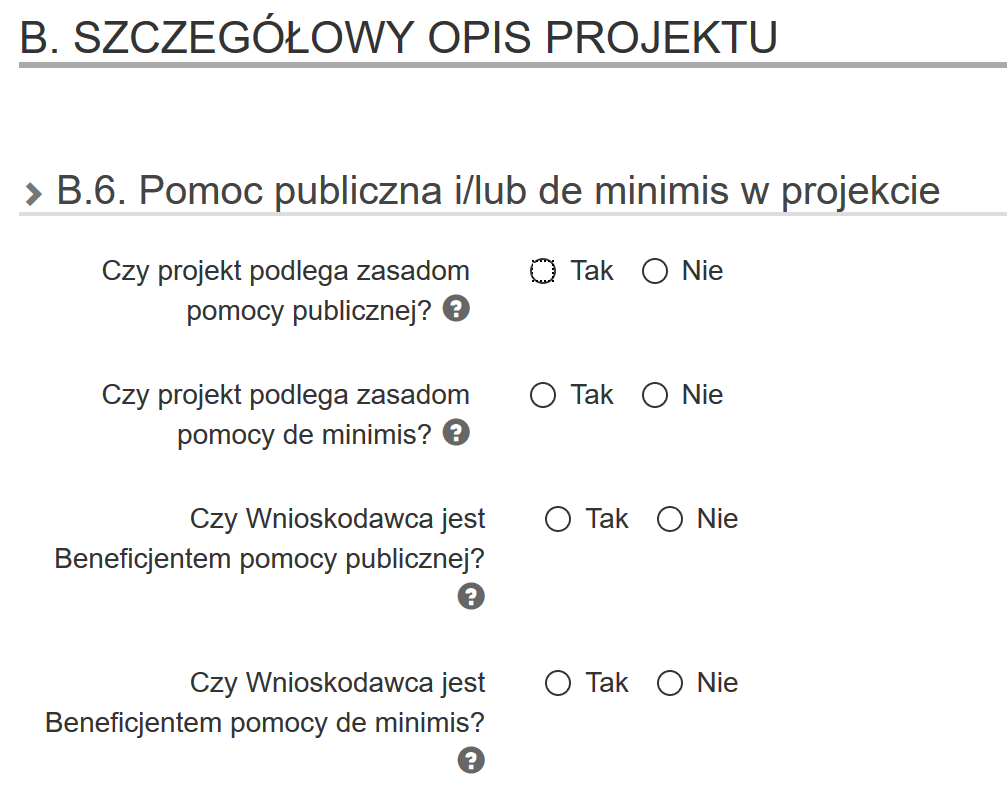 B. SZCZEGÓŁOWY OPIS PROJEKTU
B.6. Pomoc publiczna i/lub de minimis w projekcie
Czy projekt podlega zasadom Tak Nie
pomocy publicznej? ?
Czy projekt podlega zasadom Tak Nie
pomocy de minimis? ?
Czy Wnioskodawca jest Tak Nie
Beneficjentem pomocy publicznej?
?
Czy Wnioskodawca jest Tak Nie
Beneficjentem pomocy de minimis?
?